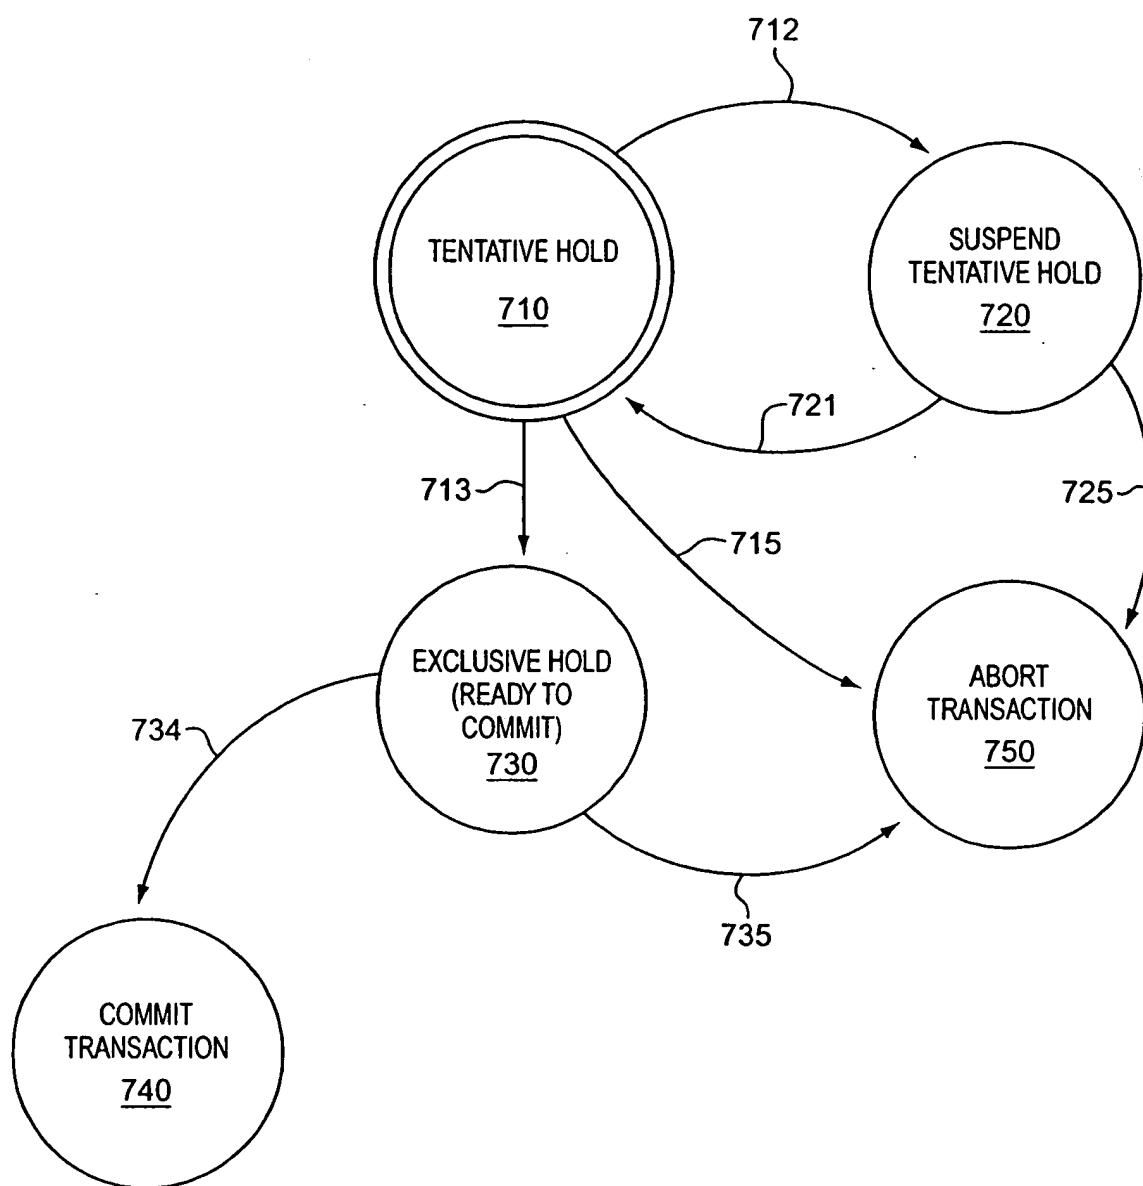 712
TENTATIVE HOLD
710
SUSPEND
TENTATIVE HOLD
720
721
713
715
725
EXCLUSIVE HOLD
(READY TO
COMMIT)
730
ABORT
TRANSACTION
750
734
735
COMMIT
TRANSACTION
740